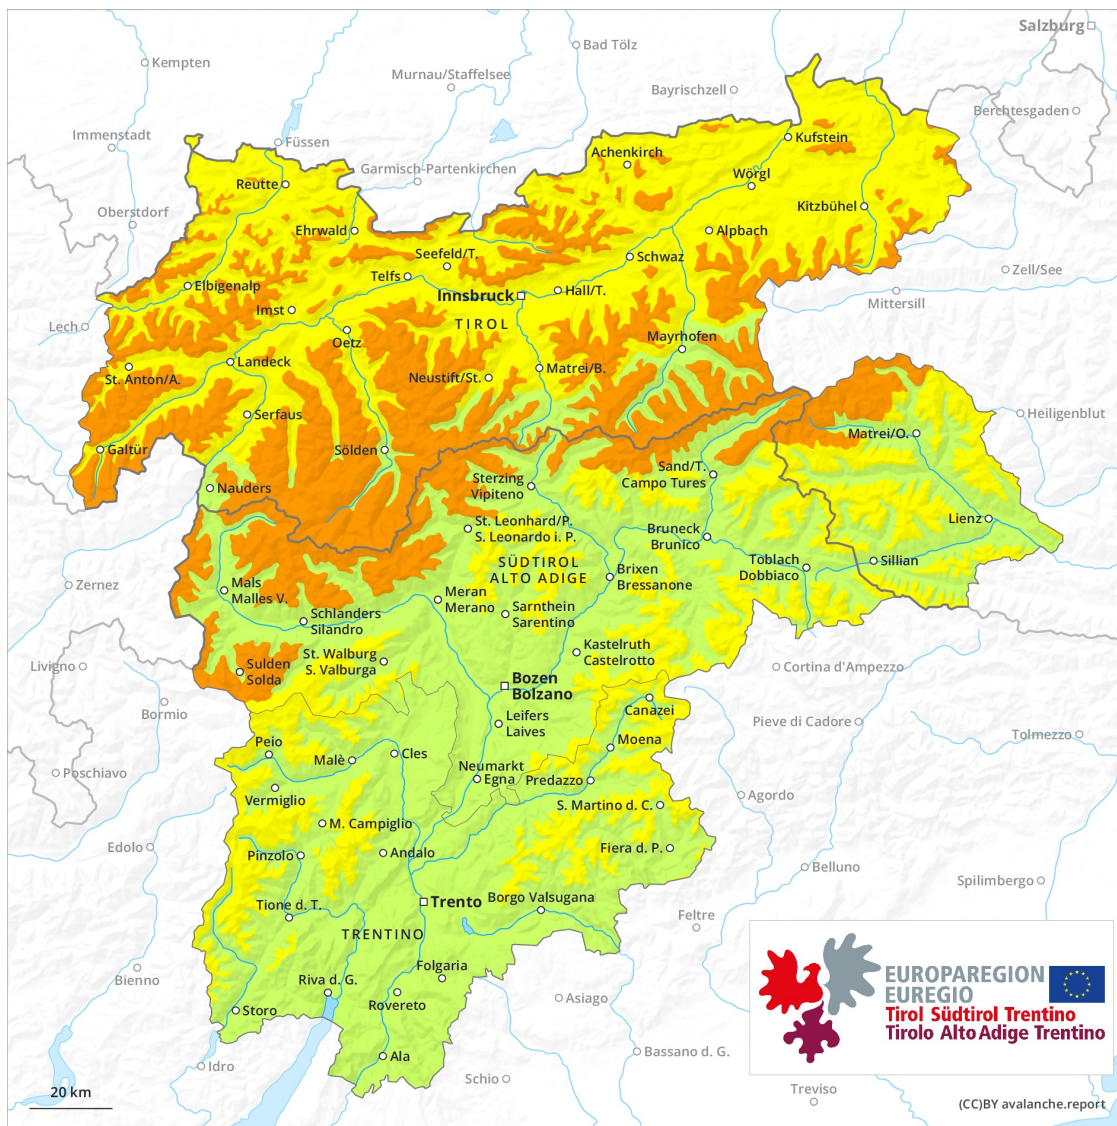 Salzburg
Bad Tölz
Kempten
Murnau/Staffelsee
Bayrischzell
Berchtesgaden
Immenstadt
Füssen
Kufstein
Achenkirch
Garmisch-Partenkirchen
Wörgl
Reutte
Oberstdorf
Kitzbühel
Ehrwald
Alpbach
Seefeld/T.
Schwaz
Telfs
Zell/See
Elbigenalp
Hall/T.
Innsbruck
Mittersill
Imst
TIROL
Lech
Oetz
Mayrhofen
Landeck
Matrei/B.
St. Anton/A.
Neustift/St.
Serfaus
Heiligenblut
Matrei/O.
Galtür
Sölden
Sand/T.
Campo Tures
Sterzing
Vipiteno
Nauders
Lienz
St. Leonhard/P.
S. Leonardo i. P.
Bruneck
Brunico
SÜDTIROL
ALTO ADIGE
Toblach
Dobbiaco
Sillian
Brixen
Bressanone
Zernez
Mals
Malles V.
Meran
Merano
Sarnthein
Sarentino
Schlanders
Silandro
Kastelruth
Castelrotto
St. Walburg
S. Valburga
Livigno
Sulden
Solda
Cortina d'Ampezzo
Bozen
Bolzano
Canazei
Bormio
Leifers
Laives
Pieve di Cadore
Tolmezzo
Peio
Moena
Cles
Malè
Poschiavo
Neumarkt
Egna
Predazzo
Vermiglio
Agordo
S. Martino d. C.
M. Campiglio
Edolo
Pinzolo
Andalo
Fiera d. P.
Belluno
Spilimbergo
Trento
Borgo Valsugana
Tione d. T.
Feltre
TRENTINO
Bienno
Folgaria
Riva d. G.
Asiago
Rovereto
Storo
EUROPAREGION
EUREGIO
Tirol Südtirol Trentino
Tirolo Alto Adige Trentino
Ala
Bassano d. G.
Idro
Schio
Treviso
20 km
(CC)BY avalanche.report